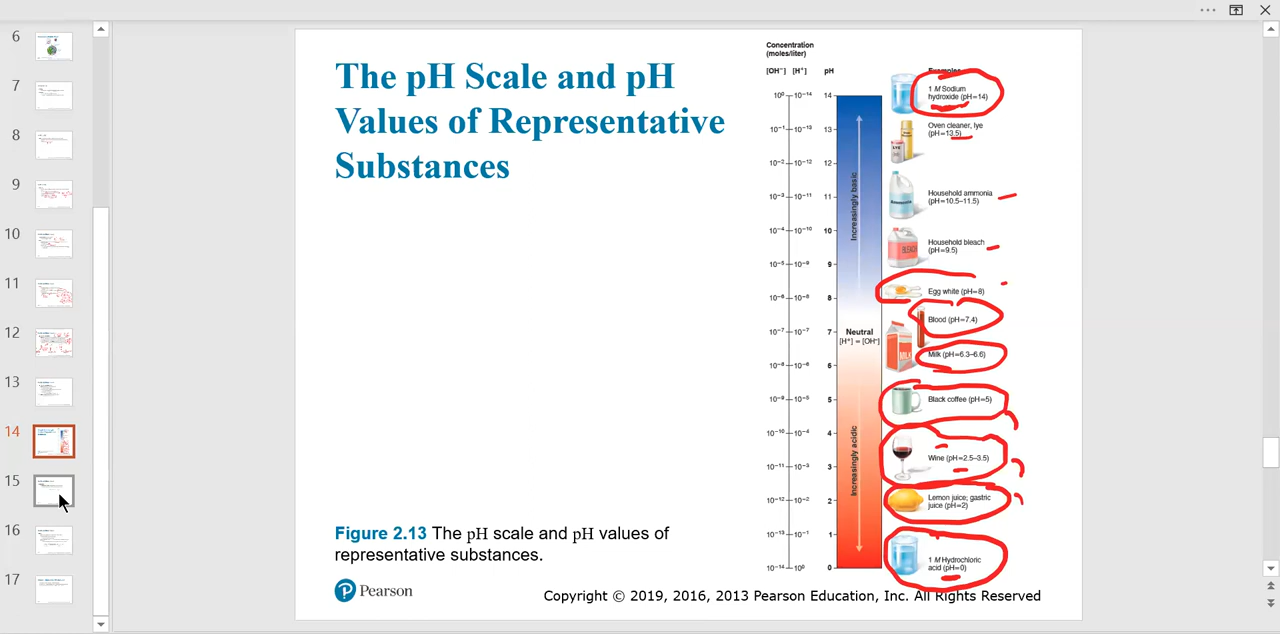 6
7
8
9
10
11
12
13
14
15
16
17
The pH Scale and pH
Values of Representative
Substances
Concentration
(moles/liter)
[OH⁻] [H⁺] pH
Examples
10⁰ 10⁻¹⁴ 14
10⁻¹ 10⁻¹³ 13
10⁻² 10⁻¹² 12
10⁻³ 10⁻¹¹ 11
10⁻⁴ 10⁻¹⁰ 10
10⁻⁵ 10⁻⁹ 9
10⁻⁶ 10⁻⁸ 8
10⁻⁷ 10⁻⁷ 7
10⁻⁸ 10⁻⁶ 6
10⁻⁹ 10⁻⁵ 5
10⁻¹⁰ 10⁻⁴ 4
10⁻¹¹ 10⁻³ 3
10⁻¹² 10⁻² 2
10⁻¹³ 10⁻¹ 1
10⁻¹⁴ 10⁰ 0
Increasingly basic
Neutral
[H⁺] = [OH⁻]
Increasingly acidic
1 M Sodium
hydroxide (pH=14)
Oven cleaner, lye
(pH=13.5)
LYE
Household ammonia
(pH=10.5–11.5)
Ammonia
Household bleach
(pH=9.5)
BLEACH
Egg white (pH=8)
Blood (pH=7.4)
Milk (pH=6.3–6.6)
MILK
Black coffee (pH=5)
Wine (pH=2.5–3.5)
Lemon juice; gastric
juice (pH=2)
1 M Hydrochloric
acid (pH=0)
Figure 2.13 The pH scale and pH values of
representative substances.
P Pearson
Copyright © 2019, 2016, 2013 Pearson Education, Inc. All Rights Reserved